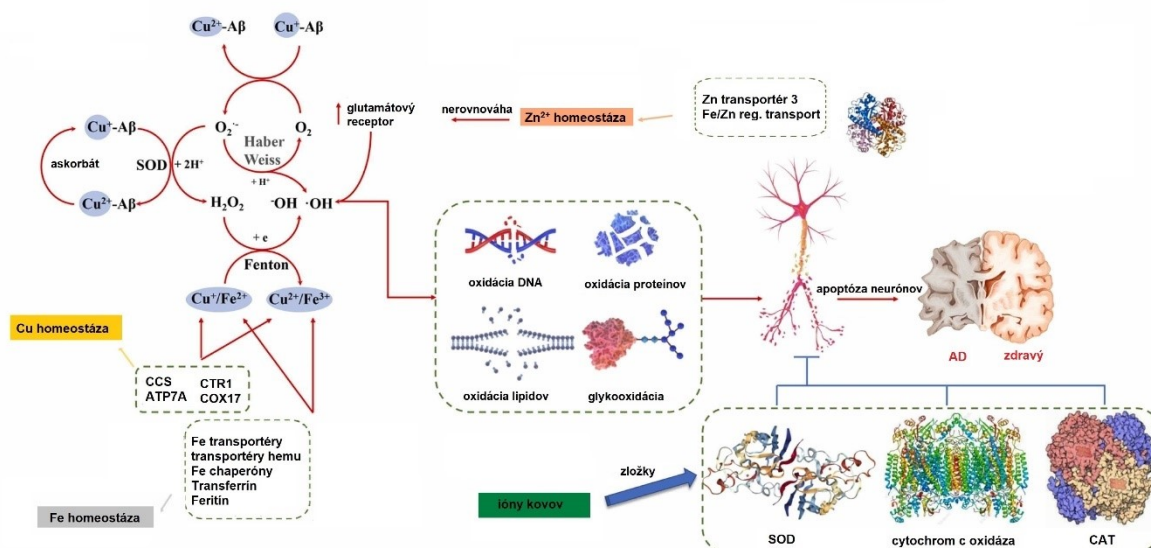 Cu²⁺-Aβ
Cu⁺-Aβ
O₂·⁻
O₂
Haber
Weiss
+ H⁺
Cu⁺-Aβ
askorbát
SOD
+ 2H⁺
Cu²⁺-Aβ
H₂O₂
⁻OH ·OH
+ e
Fenton
Cu⁺/Fe²⁺
Cu²⁺/Fe³⁺
glutamátový
receptor
nerovnováha
Zn²⁺ homeostáza
Zn transportér 3
Fe/Zn reg. transport
oxidácia DNA
oxidácia proteínov
oxidácia lipidov
glykooxidácia
apoptóza neurónov
AD
zdravý
Cu homeostáza
CCS
ATP7A
CTR1
COX17
Fe transportéry
transportéry hemu
Fe chaperóny
Transferrín
Feritín
Fe homeostáza
ióny kovov
zložky
SOD
cytochrom c oxidáza
CAT